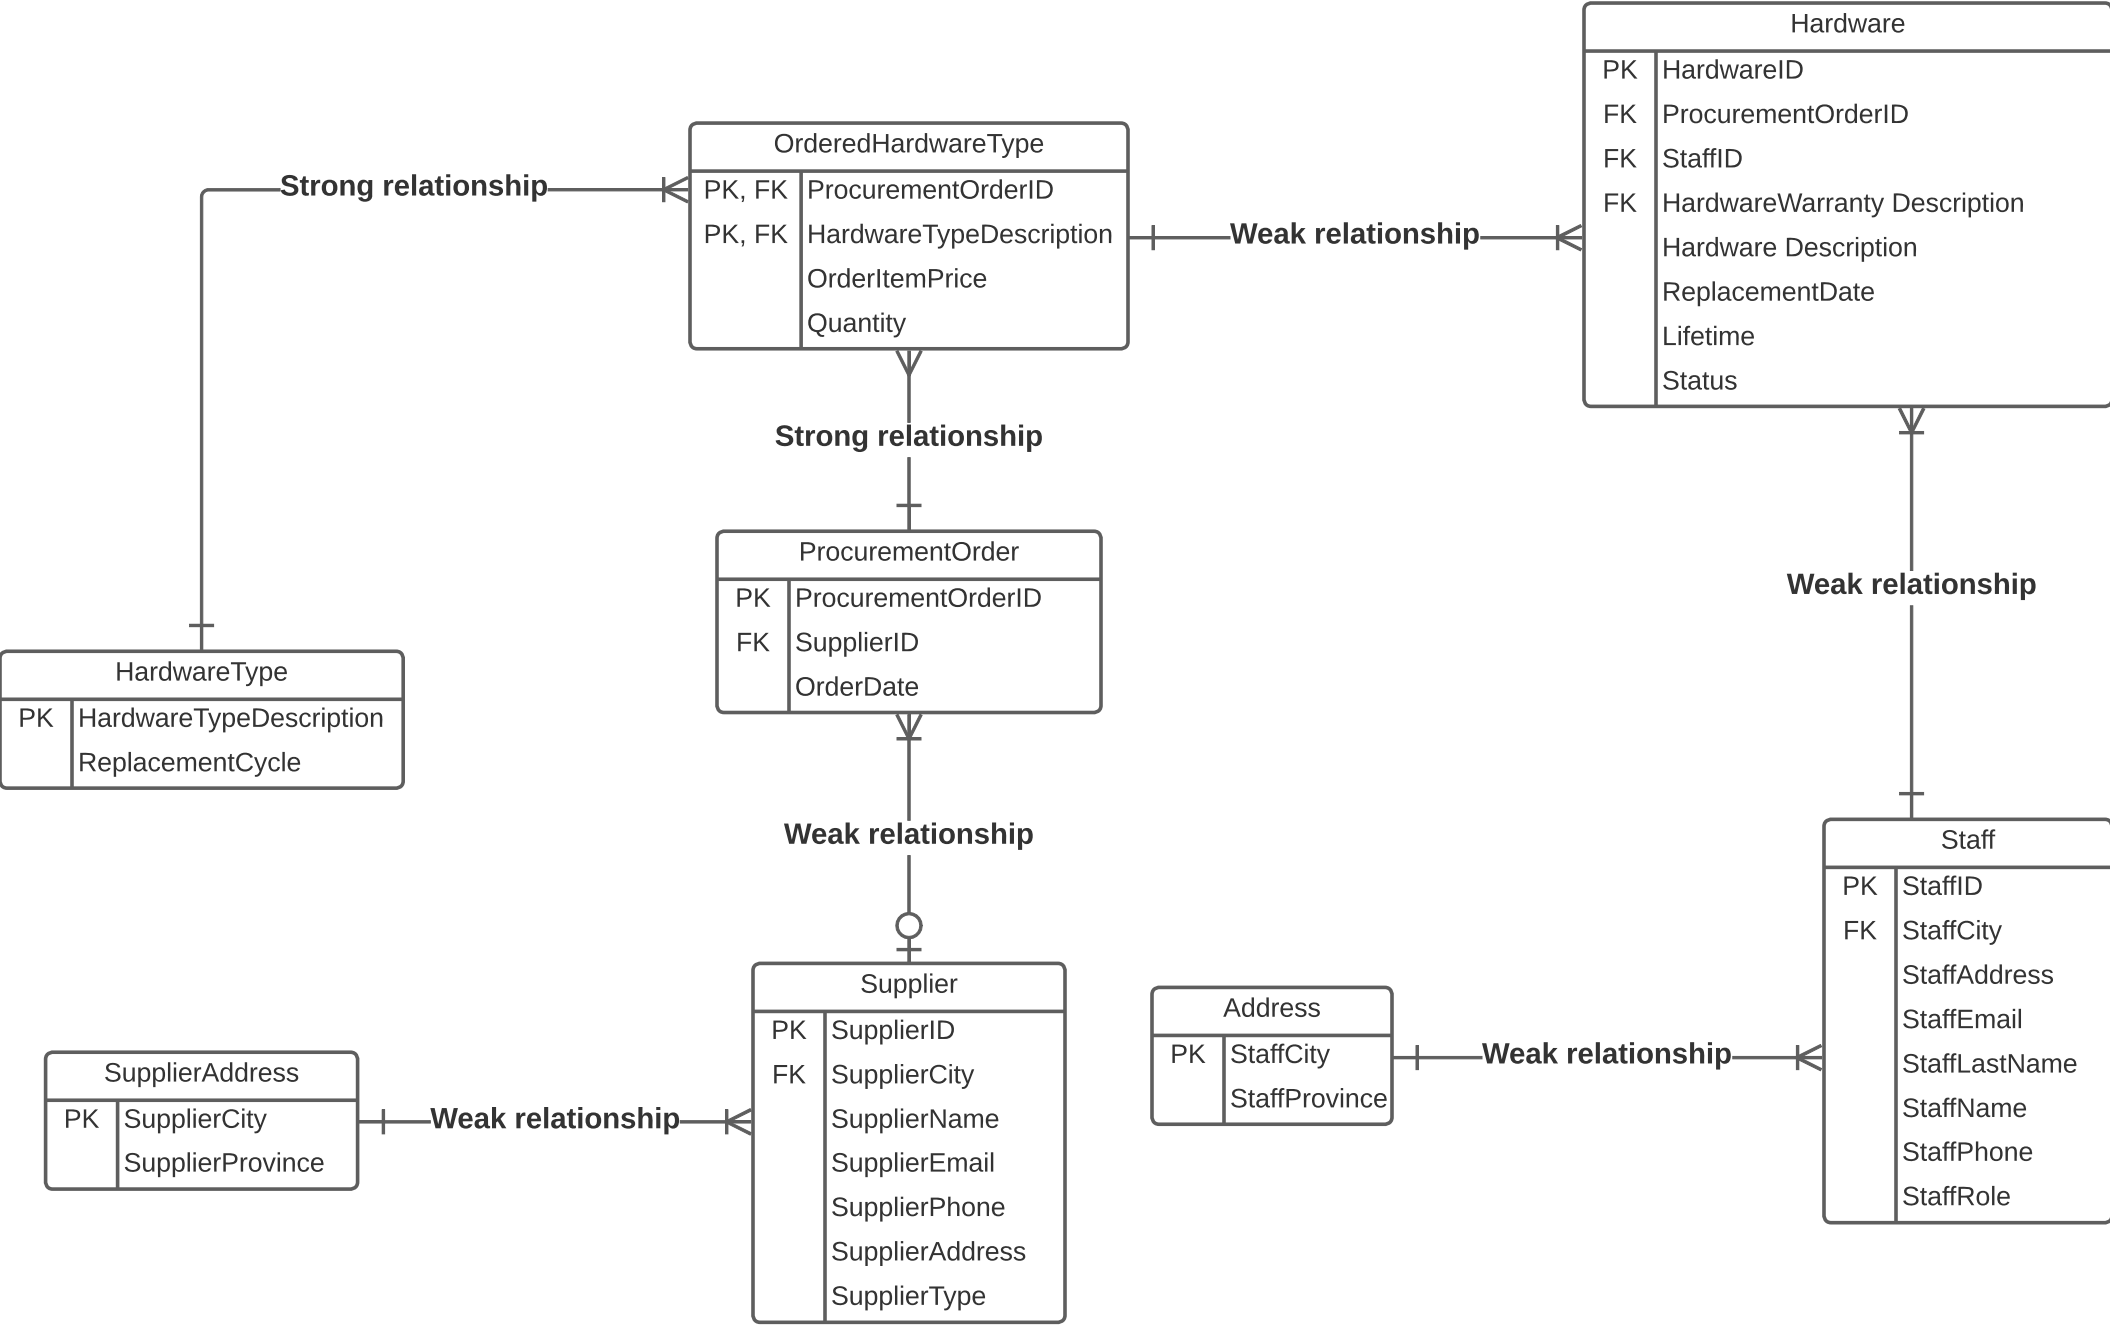 Hardware
PK HardwareID
FK ProcurementOrderID
FK StaffID
FK HardwareWarranty Description
Hardware Description
ReplacementDate
Lifetime
Status
OrderedHardwareType
PK, FK ProcurementOrderID
PK, FK HardwareTypeDescription
OrderItemPrice
Quantity
Strong relationship
Weak relationship
Strong relationship
Weak relationship
ProcurementOrder
PK ProcurementOrderID
FK SupplierID
OrderDate
HardwareType
PK HardwareTypeDescription
ReplacementCycle
Weak relationship
Staff
PK StaffID
FK StaffCity
StaffAddress
StaffEmail
StaffLastName
StaffName
StaffPhone
StaffRole
Supplier
PK SupplierID
FK SupplierCity
SupplierName
SupplierEmail
SupplierPhone
SupplierAddress
SupplierType
Address
PK StaffCity
StaffProvince
Weak relationship
SupplierAddress
PK SupplierCity
SupplierProvince
Weak relationship